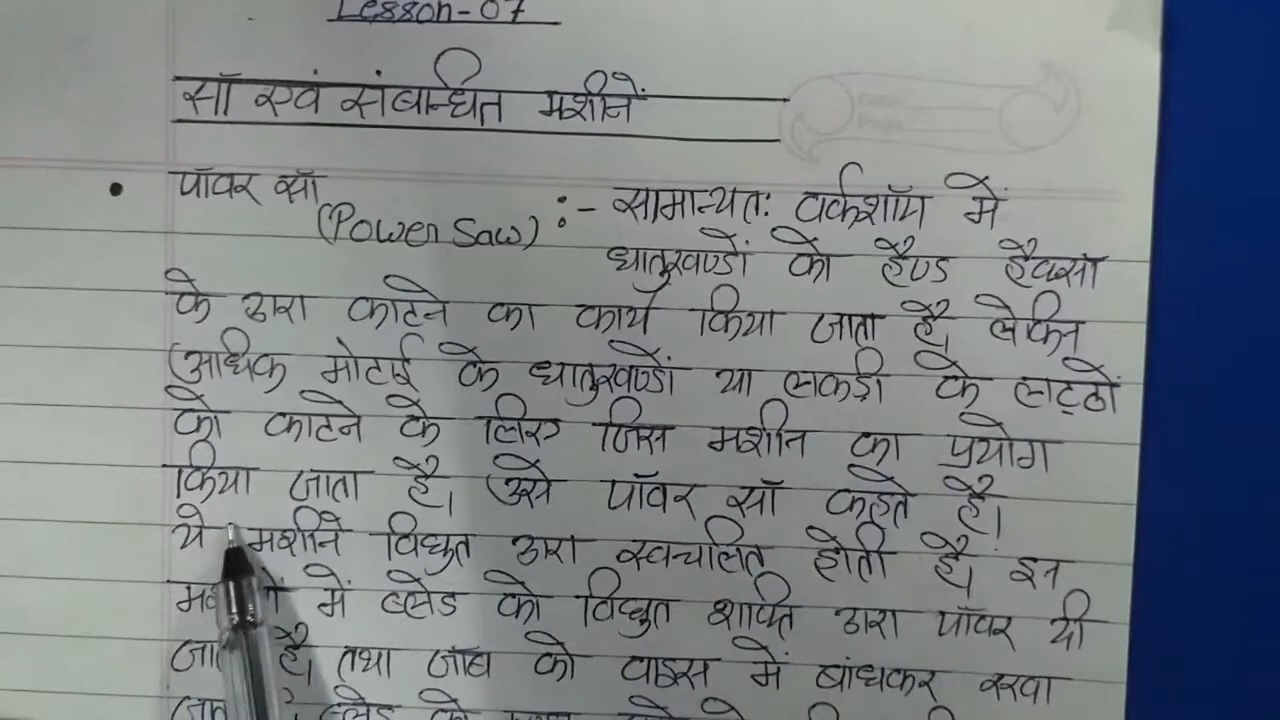 Lesson-07
सॉ एवं संबान्धित मशीनें
• पॉवर सॉ (Power Saw) :- सामान्यतः वर्कशॉप में
धातुखण्डों को हैण्ड हैक्सॉ
के द्वारा काटने का कार्य किया जाता है। लेकिन
अधिक मोटाई के धातुखण्डों या लकड़ी के लट्ठों
को काटने के लिए जिस मशीन का प्रयोग
किया जाता है। उसे पॉवर सॉ कहते हैं।
ये मशीनें विद्युत द्वारा स्वचालित होती हैं। इन
में ब्लेड को विद्युत शक्ति द्वारा पॉवर दी
है। तथा जॉब को वाइस में बांधकर रखा